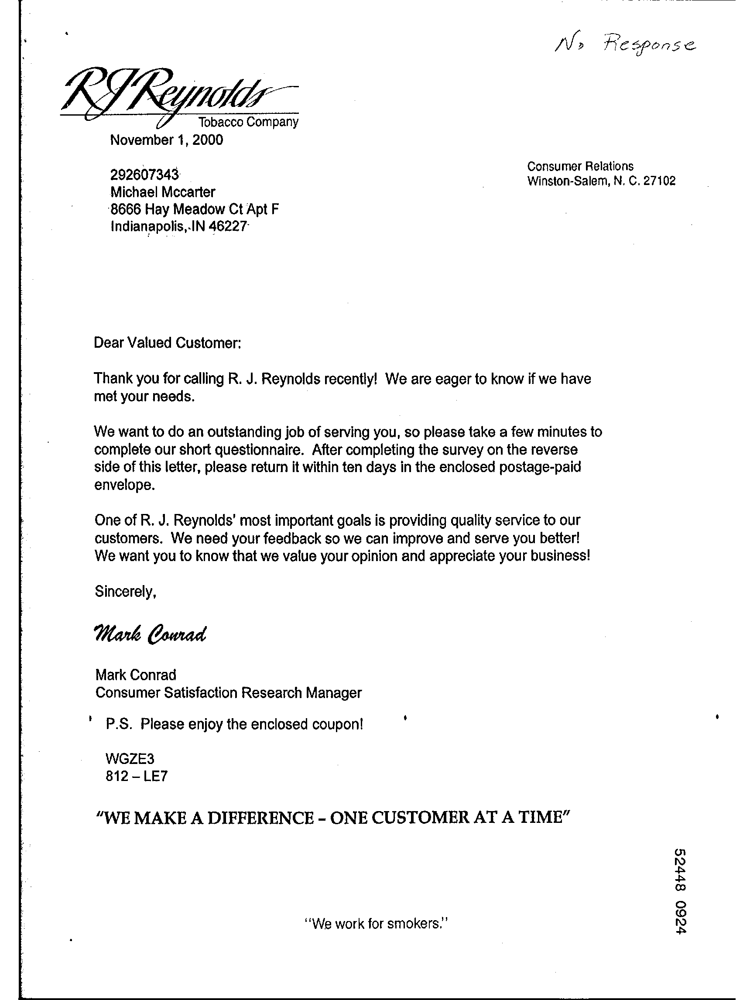 No Response
RJReynolds
Tobacco Company
November 1, 2000
292607343
Michael Mccarter
8666 Hay Meadow Ct Apt F
Indianapolis, IN 46227
Consumer Relations
Winston-Salem, N. C. 27102
Dear Valued Customer:
Thank you for calling R. J. Reynolds recently! We are eager to know if we have
met your needs.
We want to do an outstanding job of serving you, so please take a few minutes to
complete our short questionnaire. After completing the survey on the reverse
side of this letter, please return it within ten days in the enclosed postage-paid
envelope.
One of R. J. Reynolds' most important goals is providing quality service to our
customers. We need your feedback so we can improve and serve you better!
We want you to know that we value your opinion and appreciate your business!
Sincerely,
Mark Conrad
Mark Conrad
Consumer Satisfaction Research Manager
P.S. Please enjoy the enclosed coupon!
WGZE3
812 – LE7
"WE MAKE A DIFFERENCE – ONE CUSTOMER AT A TIME"
52448 0924
"We work for smokers."